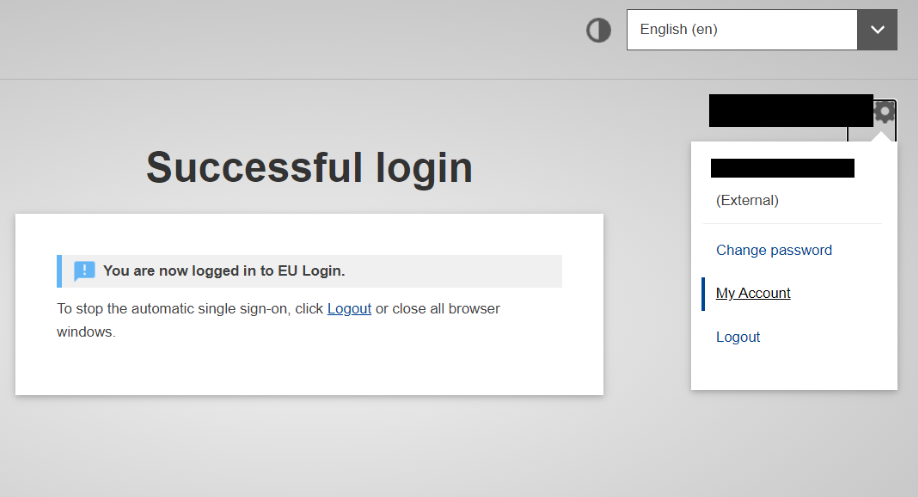 English (en)
Successful login
You are now logged in to EU Login.
To stop the automatic single sign-on, click Logout or close all browser
windows.
(External)
Change password
My Account
Logout